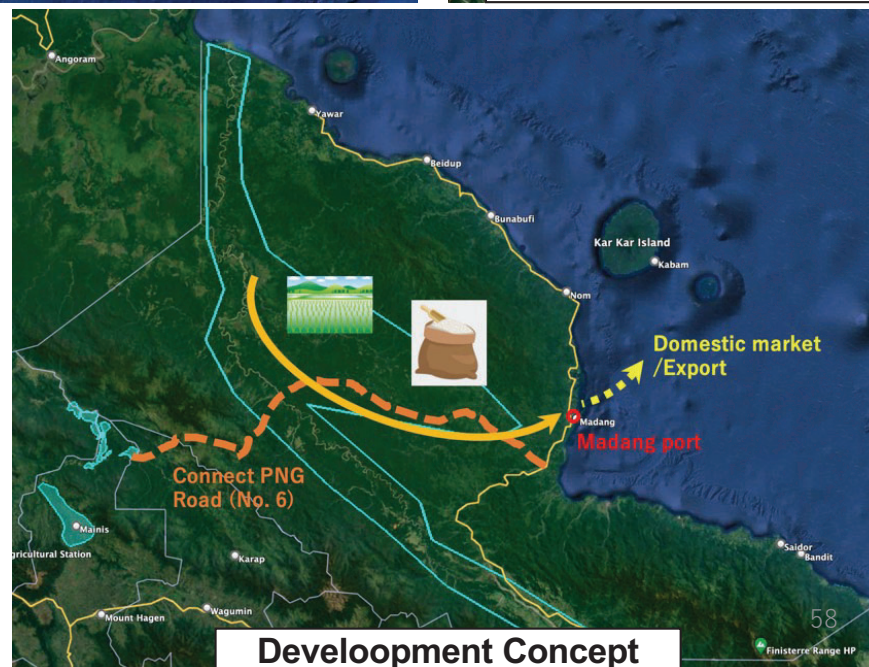 Angoram
Yawar
Beidup
Bunabufi
Kar Kar Island
Kabam
Nom
Domestic market
/Export
Madang
Madang port
Connect PNG
Road (No. 6)
Mainis
gricultural Station
Karap
Saidor
Bandit
Mount Hagen
Wagumin
58
Finisterre Range HP
Develoopment Concept